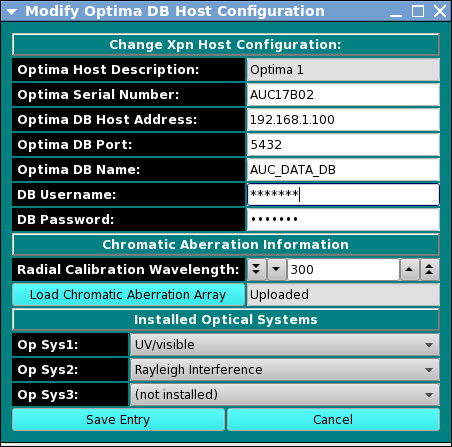 Modify Optima DB Host Configuration
Change Xpn Host Configuration:
Optima Host Description: Optima 1
Optima Serial Number: AUC17B02
Optima DB Host Address: 192.168.1.100
Optima DB Port: 5432
Optima DB Name: AUC_DATA_DB
DB Username: *******
DB Password: •••••••
Chromatic Aberration Information
Radial Calibration Wavelength: 300
Load Chromatic Aberration Array Uploaded
Installed Optical Systems
Op Sys1: UV/visible
Op Sys2: Rayleigh Interference
Op Sys3: (not installed)
Save Entry Cancel